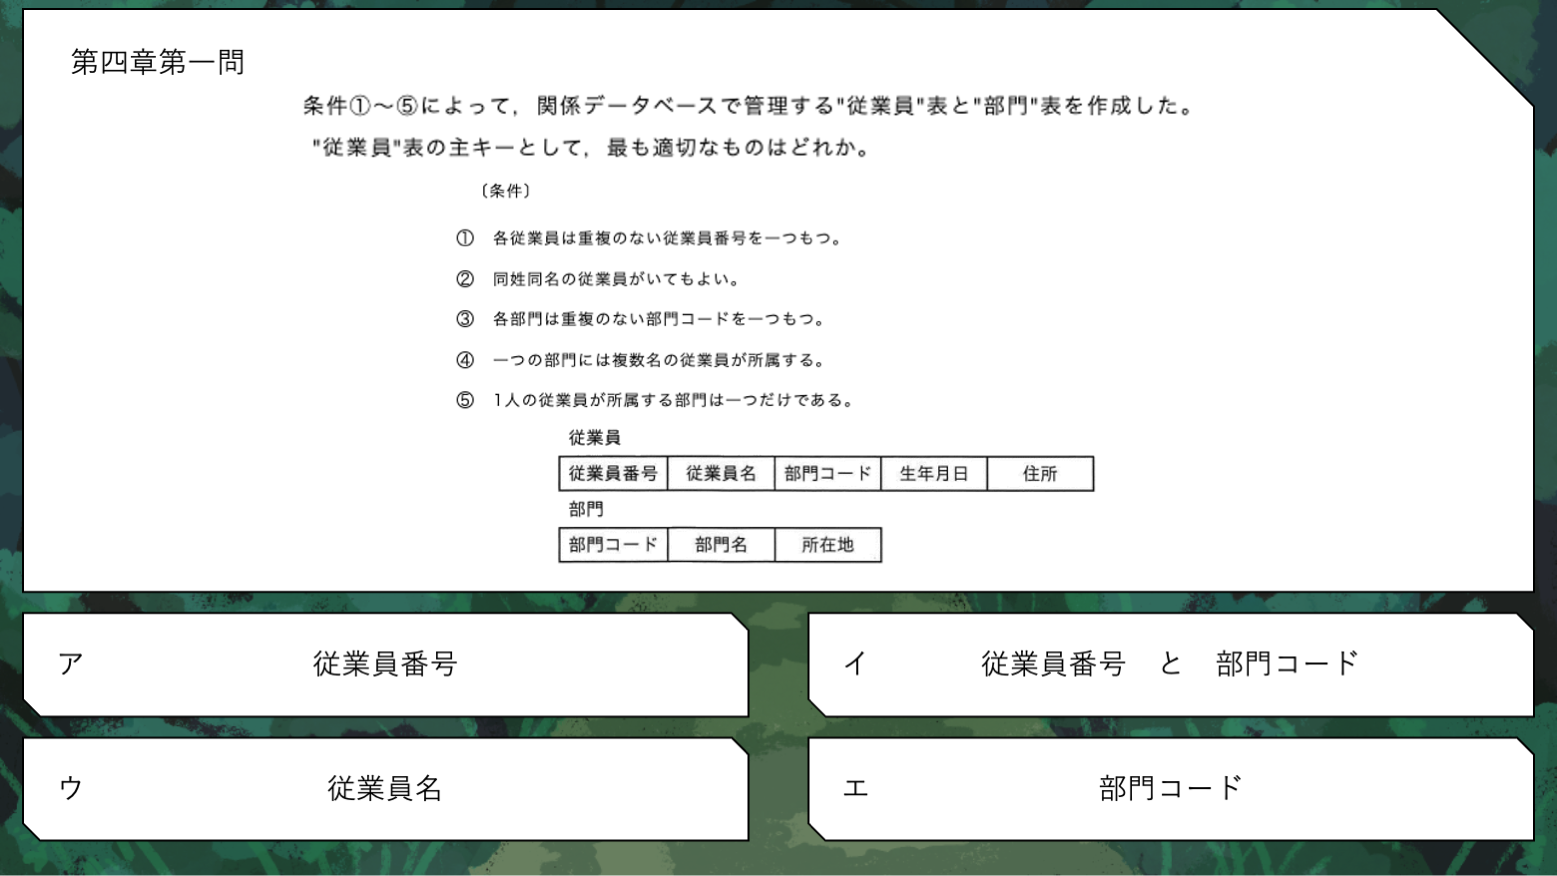 第四章第一問
条件①～⑤によって，関係データベースで管理する"従業員"表と"部門"表を作成した。
"従業員"表の主キーとして，最も適切なものはどれか。
〔条件〕
① 各従業員は重複のない従業員番号を一つもつ。
② 同姓同名の従業員がいてもよい。
③ 各部門は重複のない部門コードを一つもつ。
④ 一つの部門には複数名の従業員が所属する。
⑤ 1人の従業員が所属する部門は一つだけである。
従業員
従業員番号 従業員名 部門コード 生年月日 住所
部門
部門コード 部門名 所在地
ア 従業員番号
イ 従業員番号 と 部門コード
ウ 従業員名
エ 部門コード